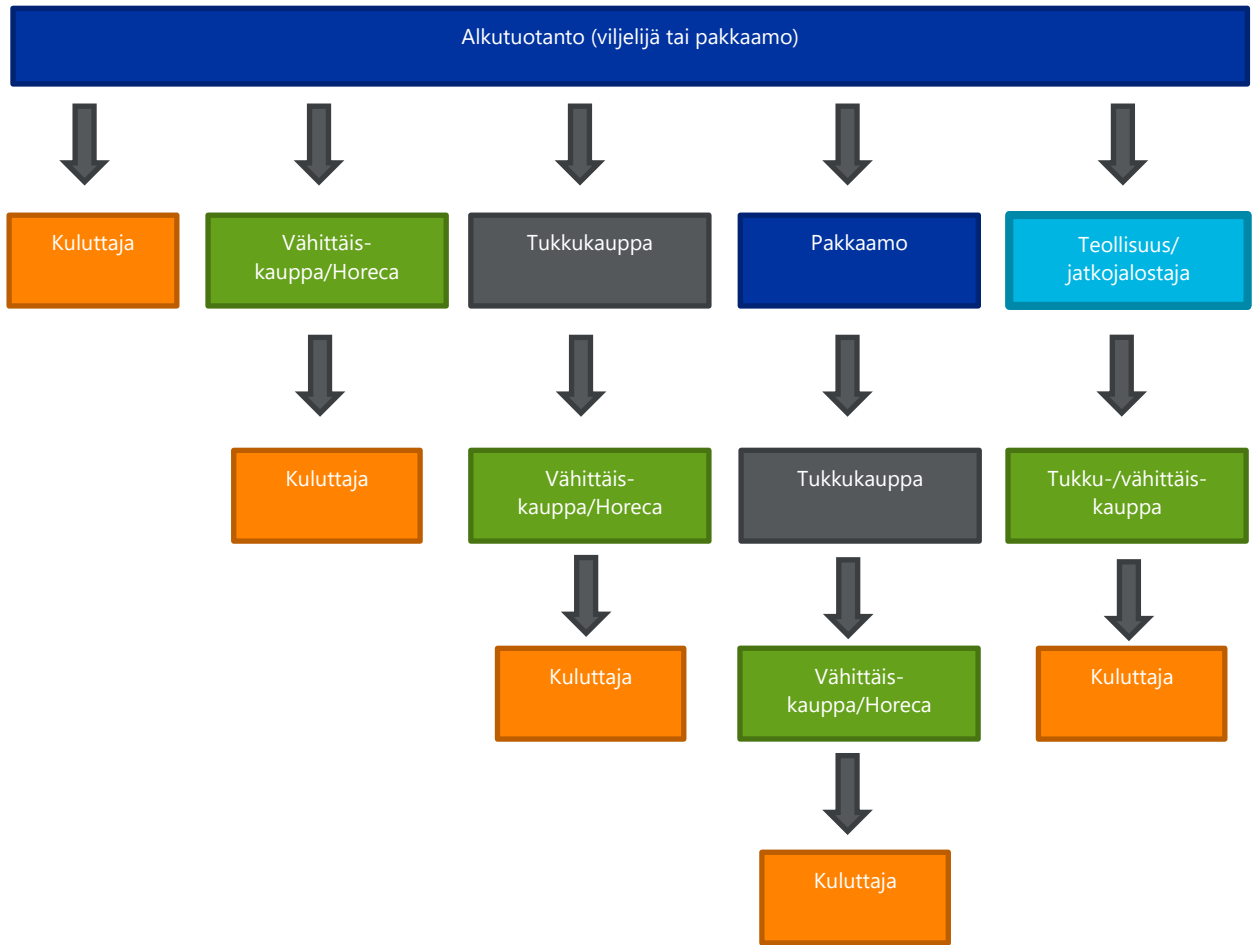 Alkutuotanto (viljelijä tai pakkaamo)
Kuluttaja
Vähittäis-
kauppa/Horeca
Tukkukauppa
Pakkaamo
Teollisuus/
jatkojalostaja
Kuluttaja
Vähittäis-
kauppa/Horeca
Tukkukauppa
Tukku-/vähittäis-
kauppa
Kuluttaja
Vähittäis-
kauppa/Horeca
Kuluttaja
Kuluttaja